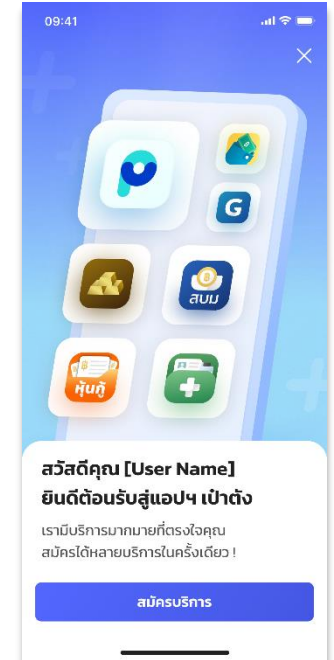 09:41
G
สบม
หุ้นกู้
สวัสดีคุณ [User Name]
ยินดีต้อนรับสู่แอปฯ เป๋าตัง
เรามีบริการมากมายที่ตรงใจคุณ
สมัครได้หลายบริการในครั้งเดียว !
สมัครบริการ